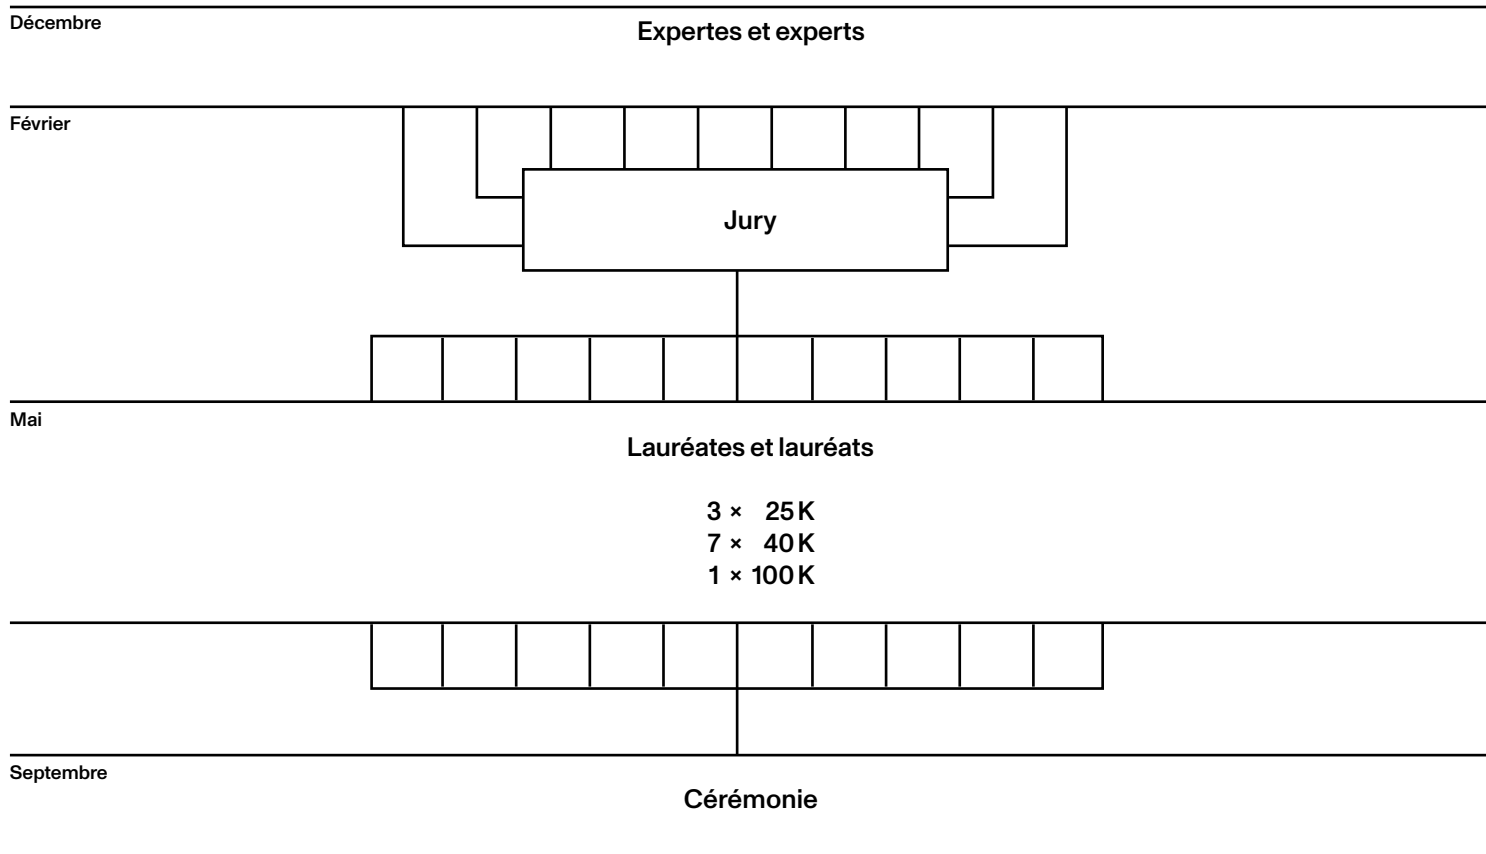 Décembre
Expertes et experts
Février
Jury
Mai
Lauréates et lauréats
3 × 25 K
7 × 40 K
1 × 100 K
Septembre
Cérémonie